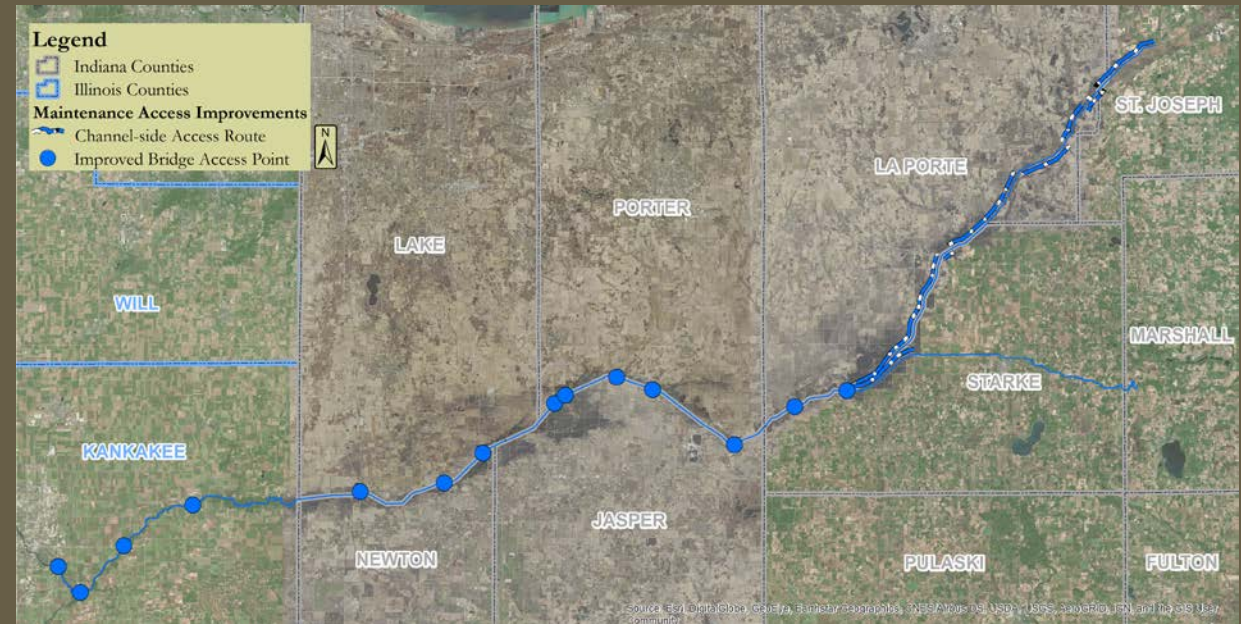 Legend
Indiana Counties
Illinois Counties
Maintenance Access Improvements
Channel-side Access Route
Improved Bridge Access Point
N
ST. JOSEPH
LA PORTE
PORTER
LAKE
WILL
MARSHALL
STARKE
KANKAKEE
JASPER
NEWTON
PULASKI
FULTON
Source: Esri, DigitalGlobe, GeoEye, Earthstar Geographics, CNES/Airbus DS, USDA, USGS, AeroGRID, IGN, and the GIS User
Community